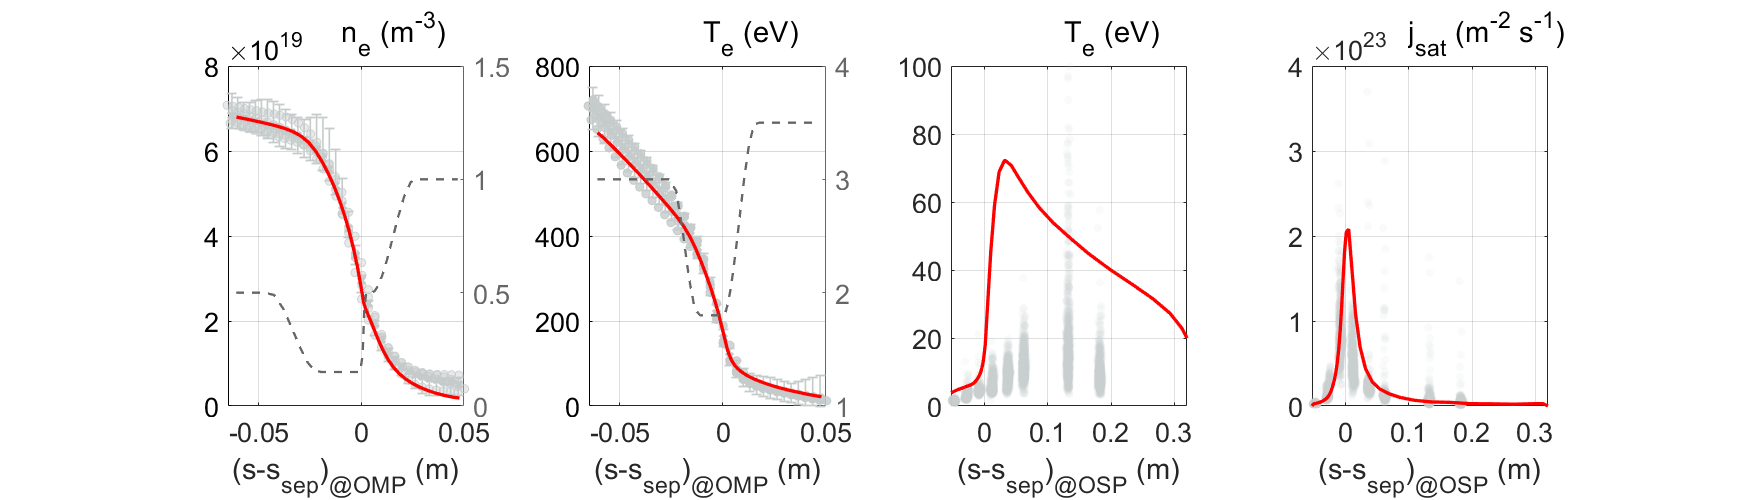 n_e (m^-3)
×10^19
8
6
4
2
0
1.5
1
0.5
0
-0.05 0 0.05
(s-s_sep)_@OMP (m)
T_e (eV)
800
600
400
200
0
4
3
2
1
-0.05 0 0.05
(s-s_sep)_@OMP (m)
T_e (eV)
100
80
60
40
20
0
0 0.1 0.2 0.3
(s-s_sep)_@OSP (m)
j_sat (m^-2 s^-1)
×10^23
4
3
2
1
0
0 0.1 0.2 0.3
(s-s_sep)_@OSP (m)